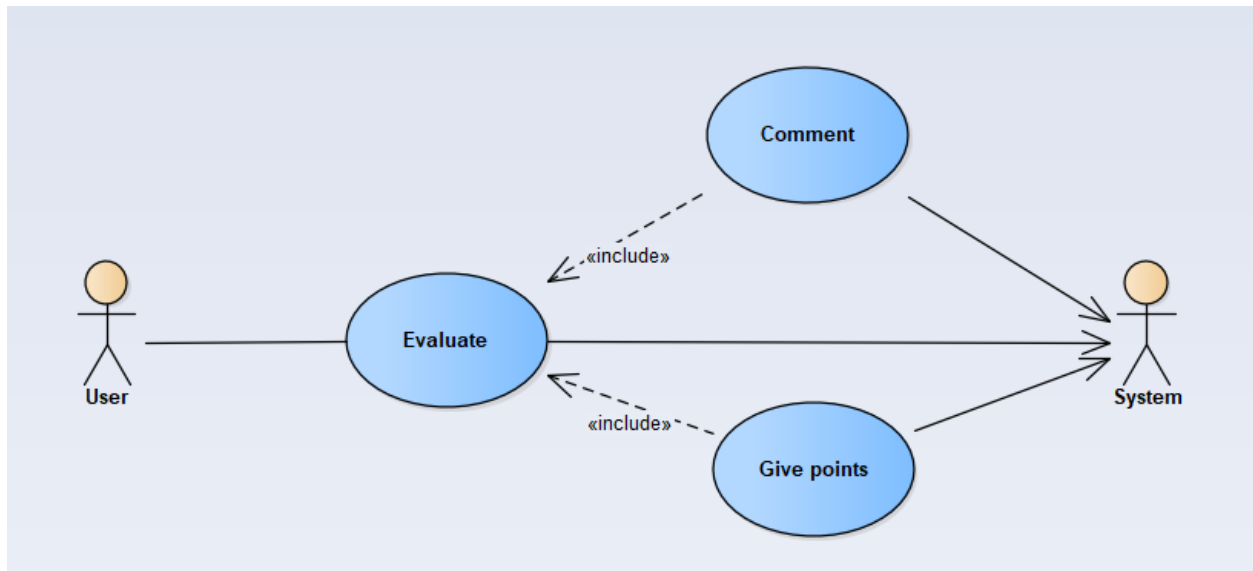 Comment
«include»
Evaluate
User
System
«include»
Give points